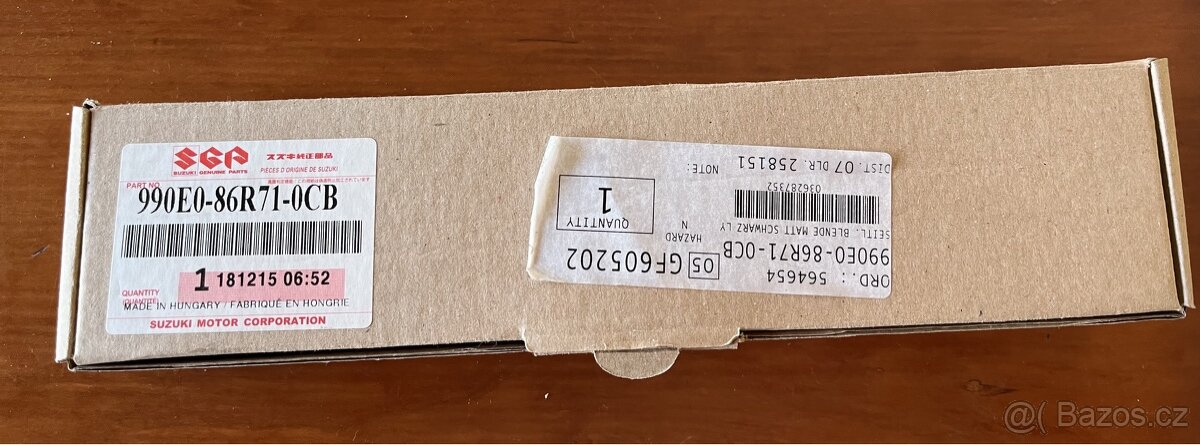 SGP
SUZUKI GENUINE PARTS
スズキ純正部品
PIÈCES D'ORIGINE DE SUZUKI
PART NO
990E0-86R71-0CB
1 181215 06:52
QUANTITY
QUANTITÉ
MADE IN HUNGARY / FABRIQUÉ EN HONGRIE
SUZUKI MOTOR CORPORATION
ORD.: 564654
05 GF605202
990E0-86R71-0CB
HAZARD N
SEITL. BLENDE MATT SCHWARZ LY
QUANTITY
1
036287352
NOTE:
DIST. 07 DLR. 258151
@( Bazos.cz